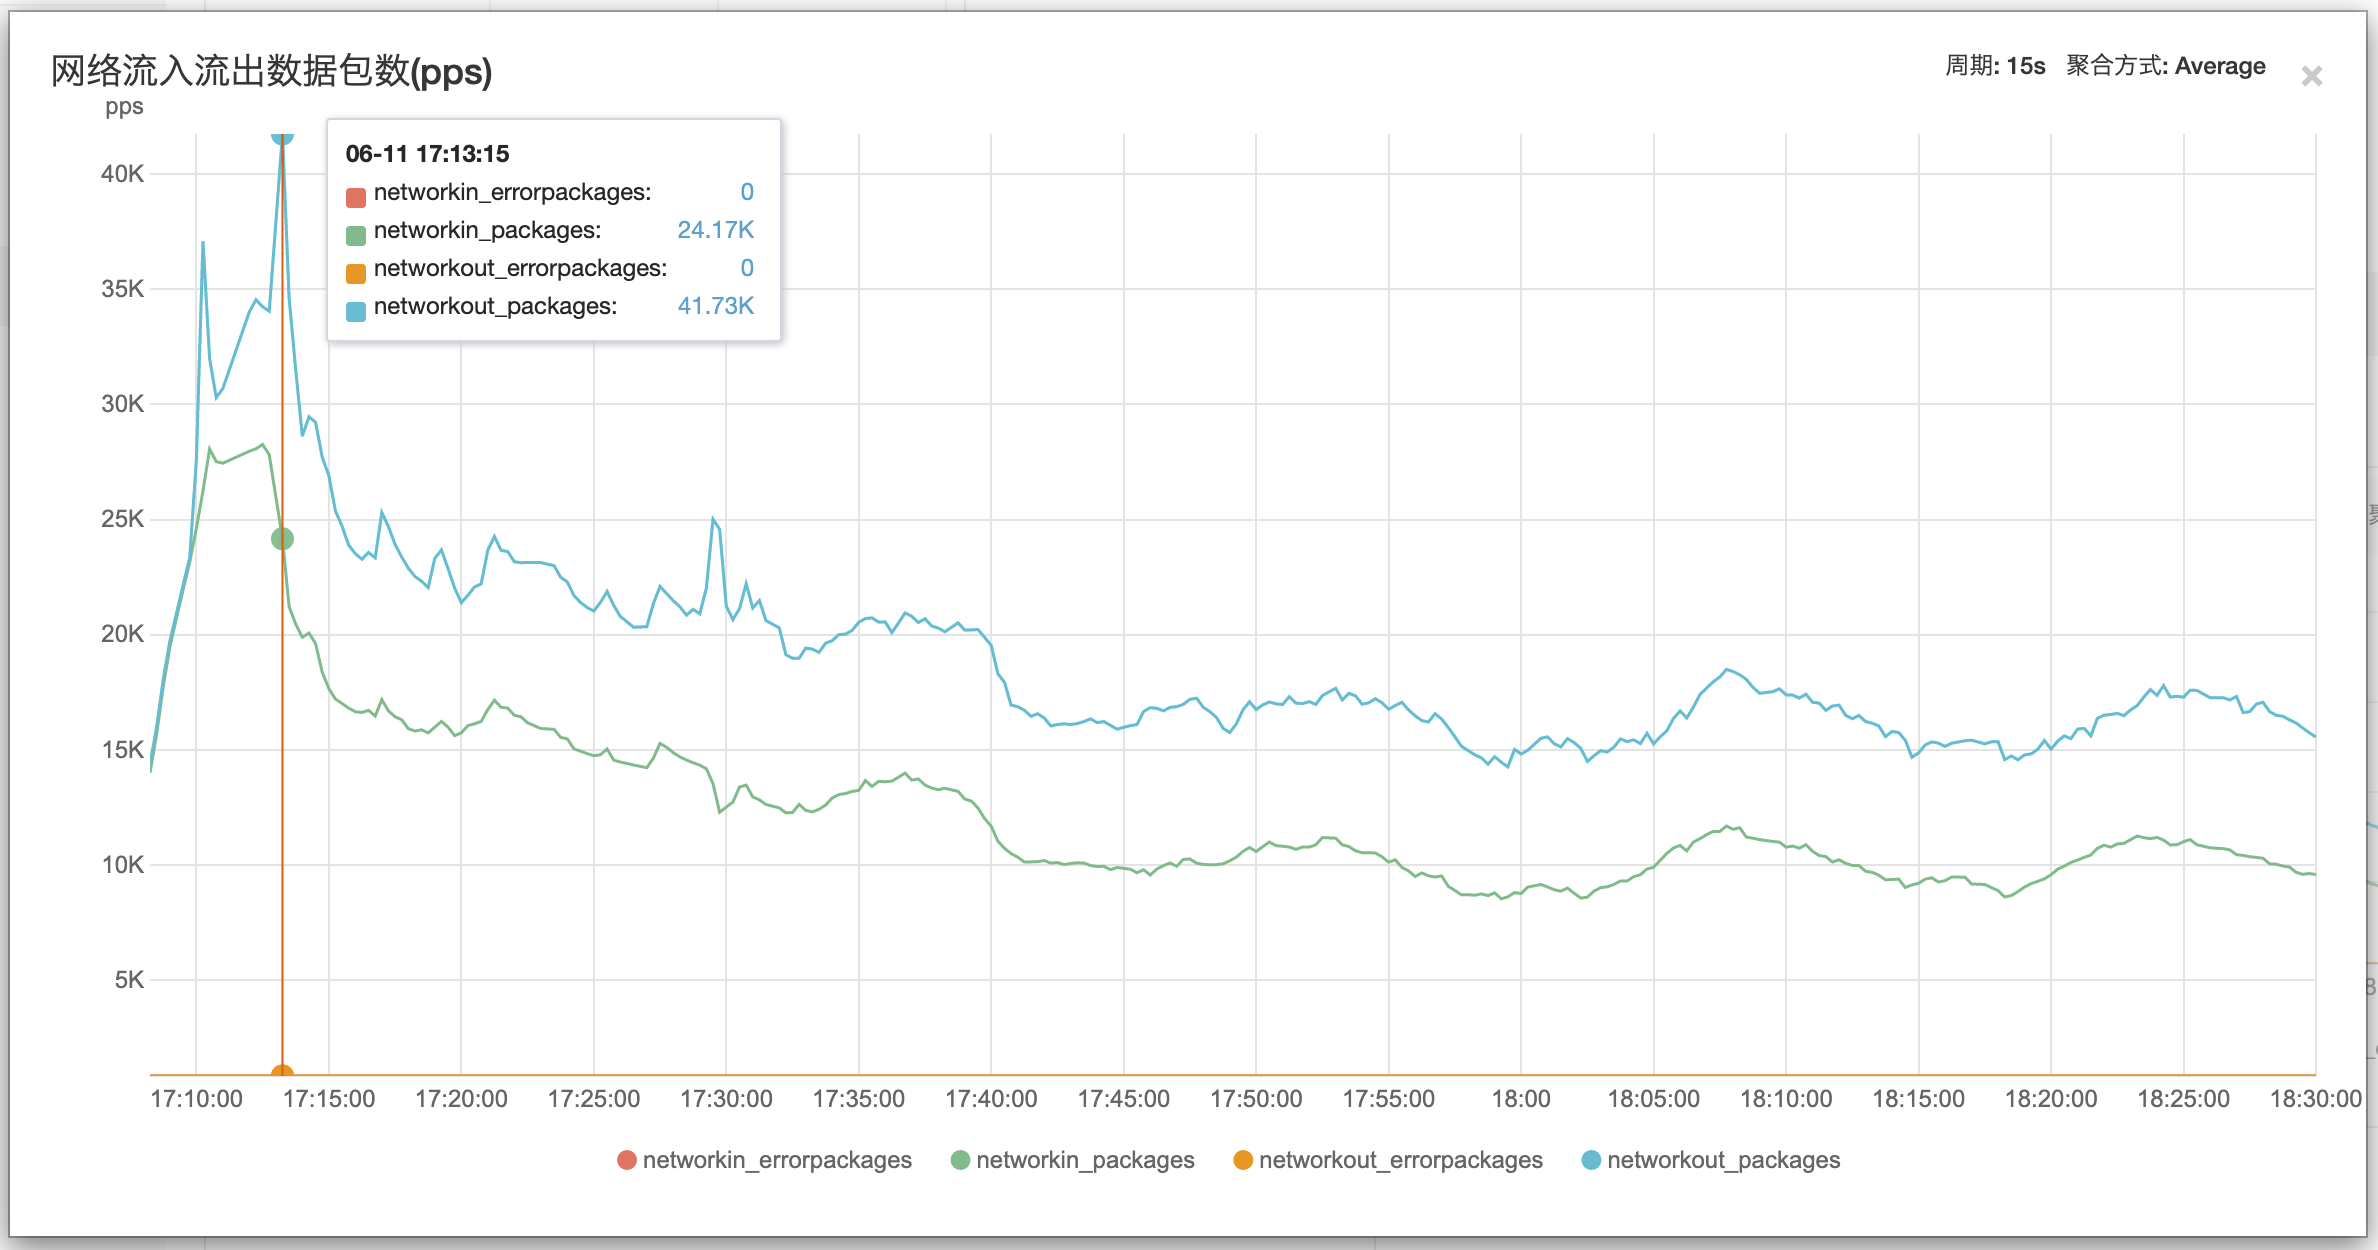 网络流入流出数据包数(pps)
周期: 15s 聚合方式: Average
pps
40K
35K
30K
25K
20K
15K
10K
5K
06-11 17:13:15
networkin_errorpackages: 0
networkin_packages: 24.17K
networkout_errorpackages: 0
networkout_packages: 41.73K
17:10:00 17:15:00 17:20:00 17:25:00 17:30:00 17:35:00 17:40:00 17:45:00 17:50:00 17:55:00 18:00 18:05:00 18:10:00 18:15:00 18:20:00 18:25:00 18:30:00
networkin_errorpackages networkin_packages networkout_errorpackages networkout_packages